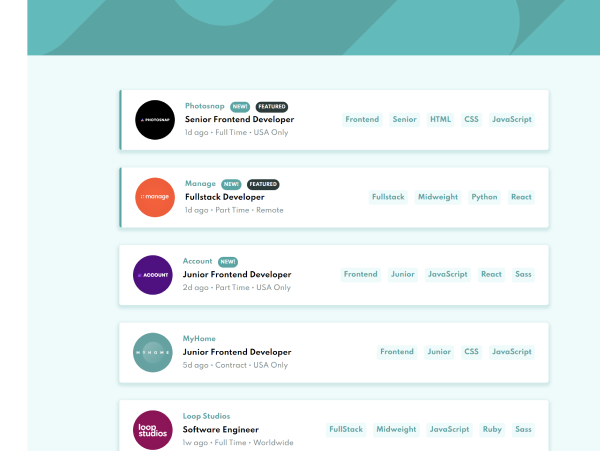 Photosnap NEW! FEATURED
PHOTOSNAP
Senior Frontend Developer
Frontend Senior HTML CSS JavaScript
1d ago • Full Time • USA Only
Manage NEW! FEATURED
manage
Fullstack Developer
Fullstack Midweight Python React
1d ago • Part Time • Remote
Account NEW!
ACCOUNT
Junior Frontend Developer
Frontend Junior JavaScript React Sass
2d ago • Part Time • USA Only
MyHome
MYHOME
Junior Frontend Developer
Frontend Junior CSS JavaScript
5d ago • Contract • USA Only
Loop Studios
loop
studios
Software Engineer
FullStack Midweight JavaScript Ruby Sass
1w ago • Full Time • Worldwide